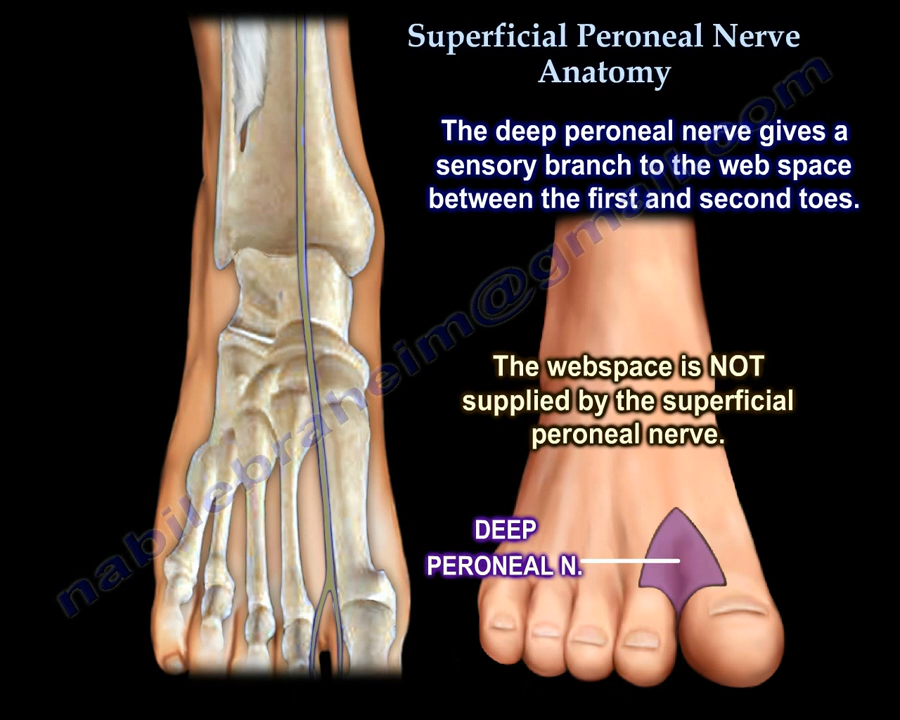 Superficial Peroneal Nerve
Anatomy
The deep peroneal nerve gives a
sensory branch to the web space
between the first and second toes.
The webspace is NOT
supplied by the superficial
peroneal nerve.
DEEP
PERONEAL N.
nabilebraheim@gmail.com